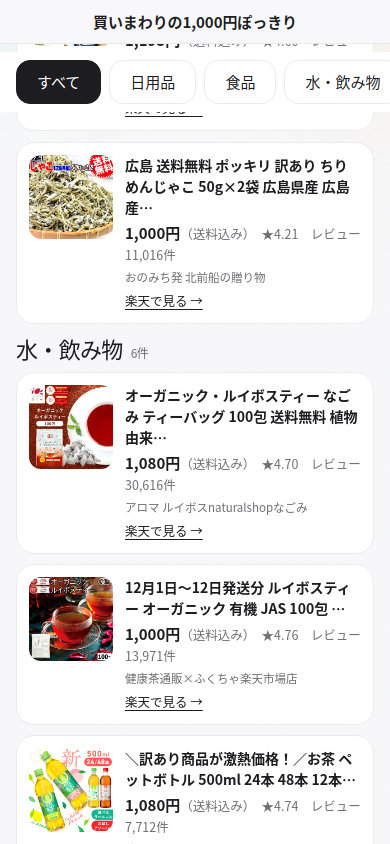 買いまわりの1,000円ぽっきり
すべて
日用品
食品
水・飲み物
広島 送料無料 ポッキリ 訳あり ちり
めんじゃこ 50g×2袋 広島県産 広島
産…
1,000円（送料込み） ★4.21 レビュー
11,016件
おのみち発 北前船の贈り物
楽天で見る →
水・飲み物 6件
オーガニック・ルイボスティー なご
み ティーバッグ 100包 送料無料 植物
由来…
1,080円（送料込み） ★4.70 レビュー
30,616件
アロマ ルイボスnaturalshopなごみ
楽天で見る →
12月1日〜12日発送分 ルイボスティ
ー オーガニック 有機 JAS 100包 …
1,000円（送料込み） ★4.76 レビュー
13,971件
健康茶通販×ふくちゃ楽天市場店
楽天で見る →
新 500ml
24/48本
＼訳あり商品が激熱価格！／お茶 ペ
ットボトル 500ml 24本 48本 12本…
1,080円（送料込み） ★4.74 レビュー
7,712件